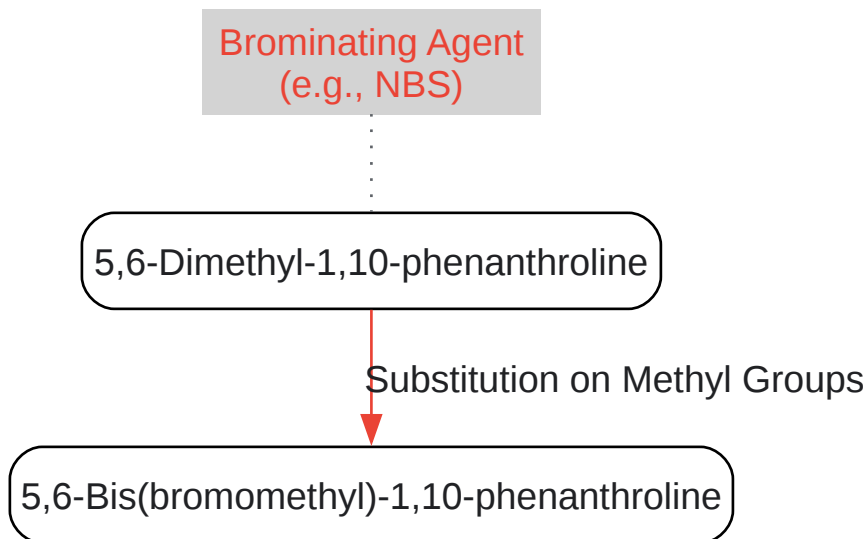 Brominating Agent
(e.g., NBS)
5,6-Dimethyl-1,10-phenanthroline
Substitution on Methyl Groups
5,6-Bis(bromomethyl)-1,10-phenanthroline